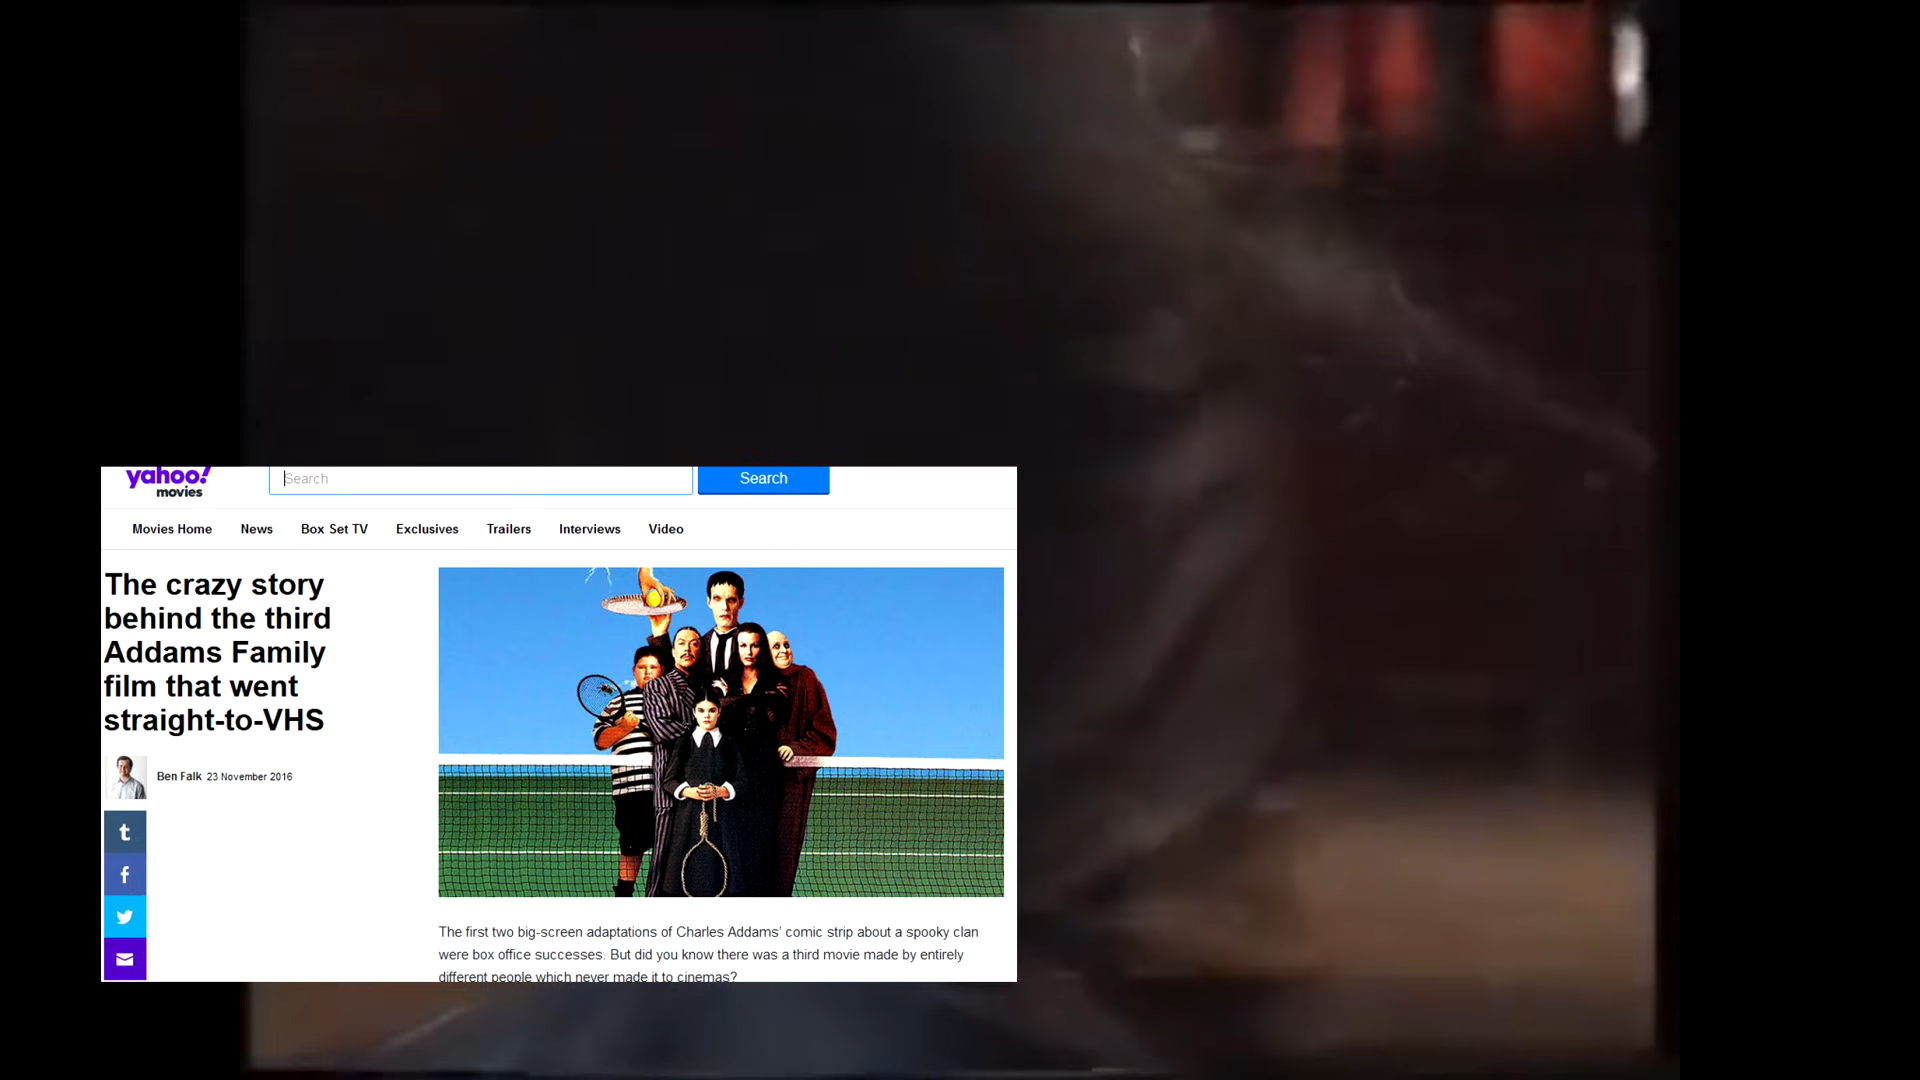 yahoo!
movies
Search
Search
Movies Home News Box Set TV Exclusives Trailers Interviews Video
The crazy story
behind the third
Addams Family
film that went
straight-to-VHS
Ben Falk 23 November 2016
t
f
The first two big-screen adaptations of Charles Addams' comic strip about a spooky clan
were box office successes. But did you know there was a third movie made by entirely
different people which never made it to cinemas?